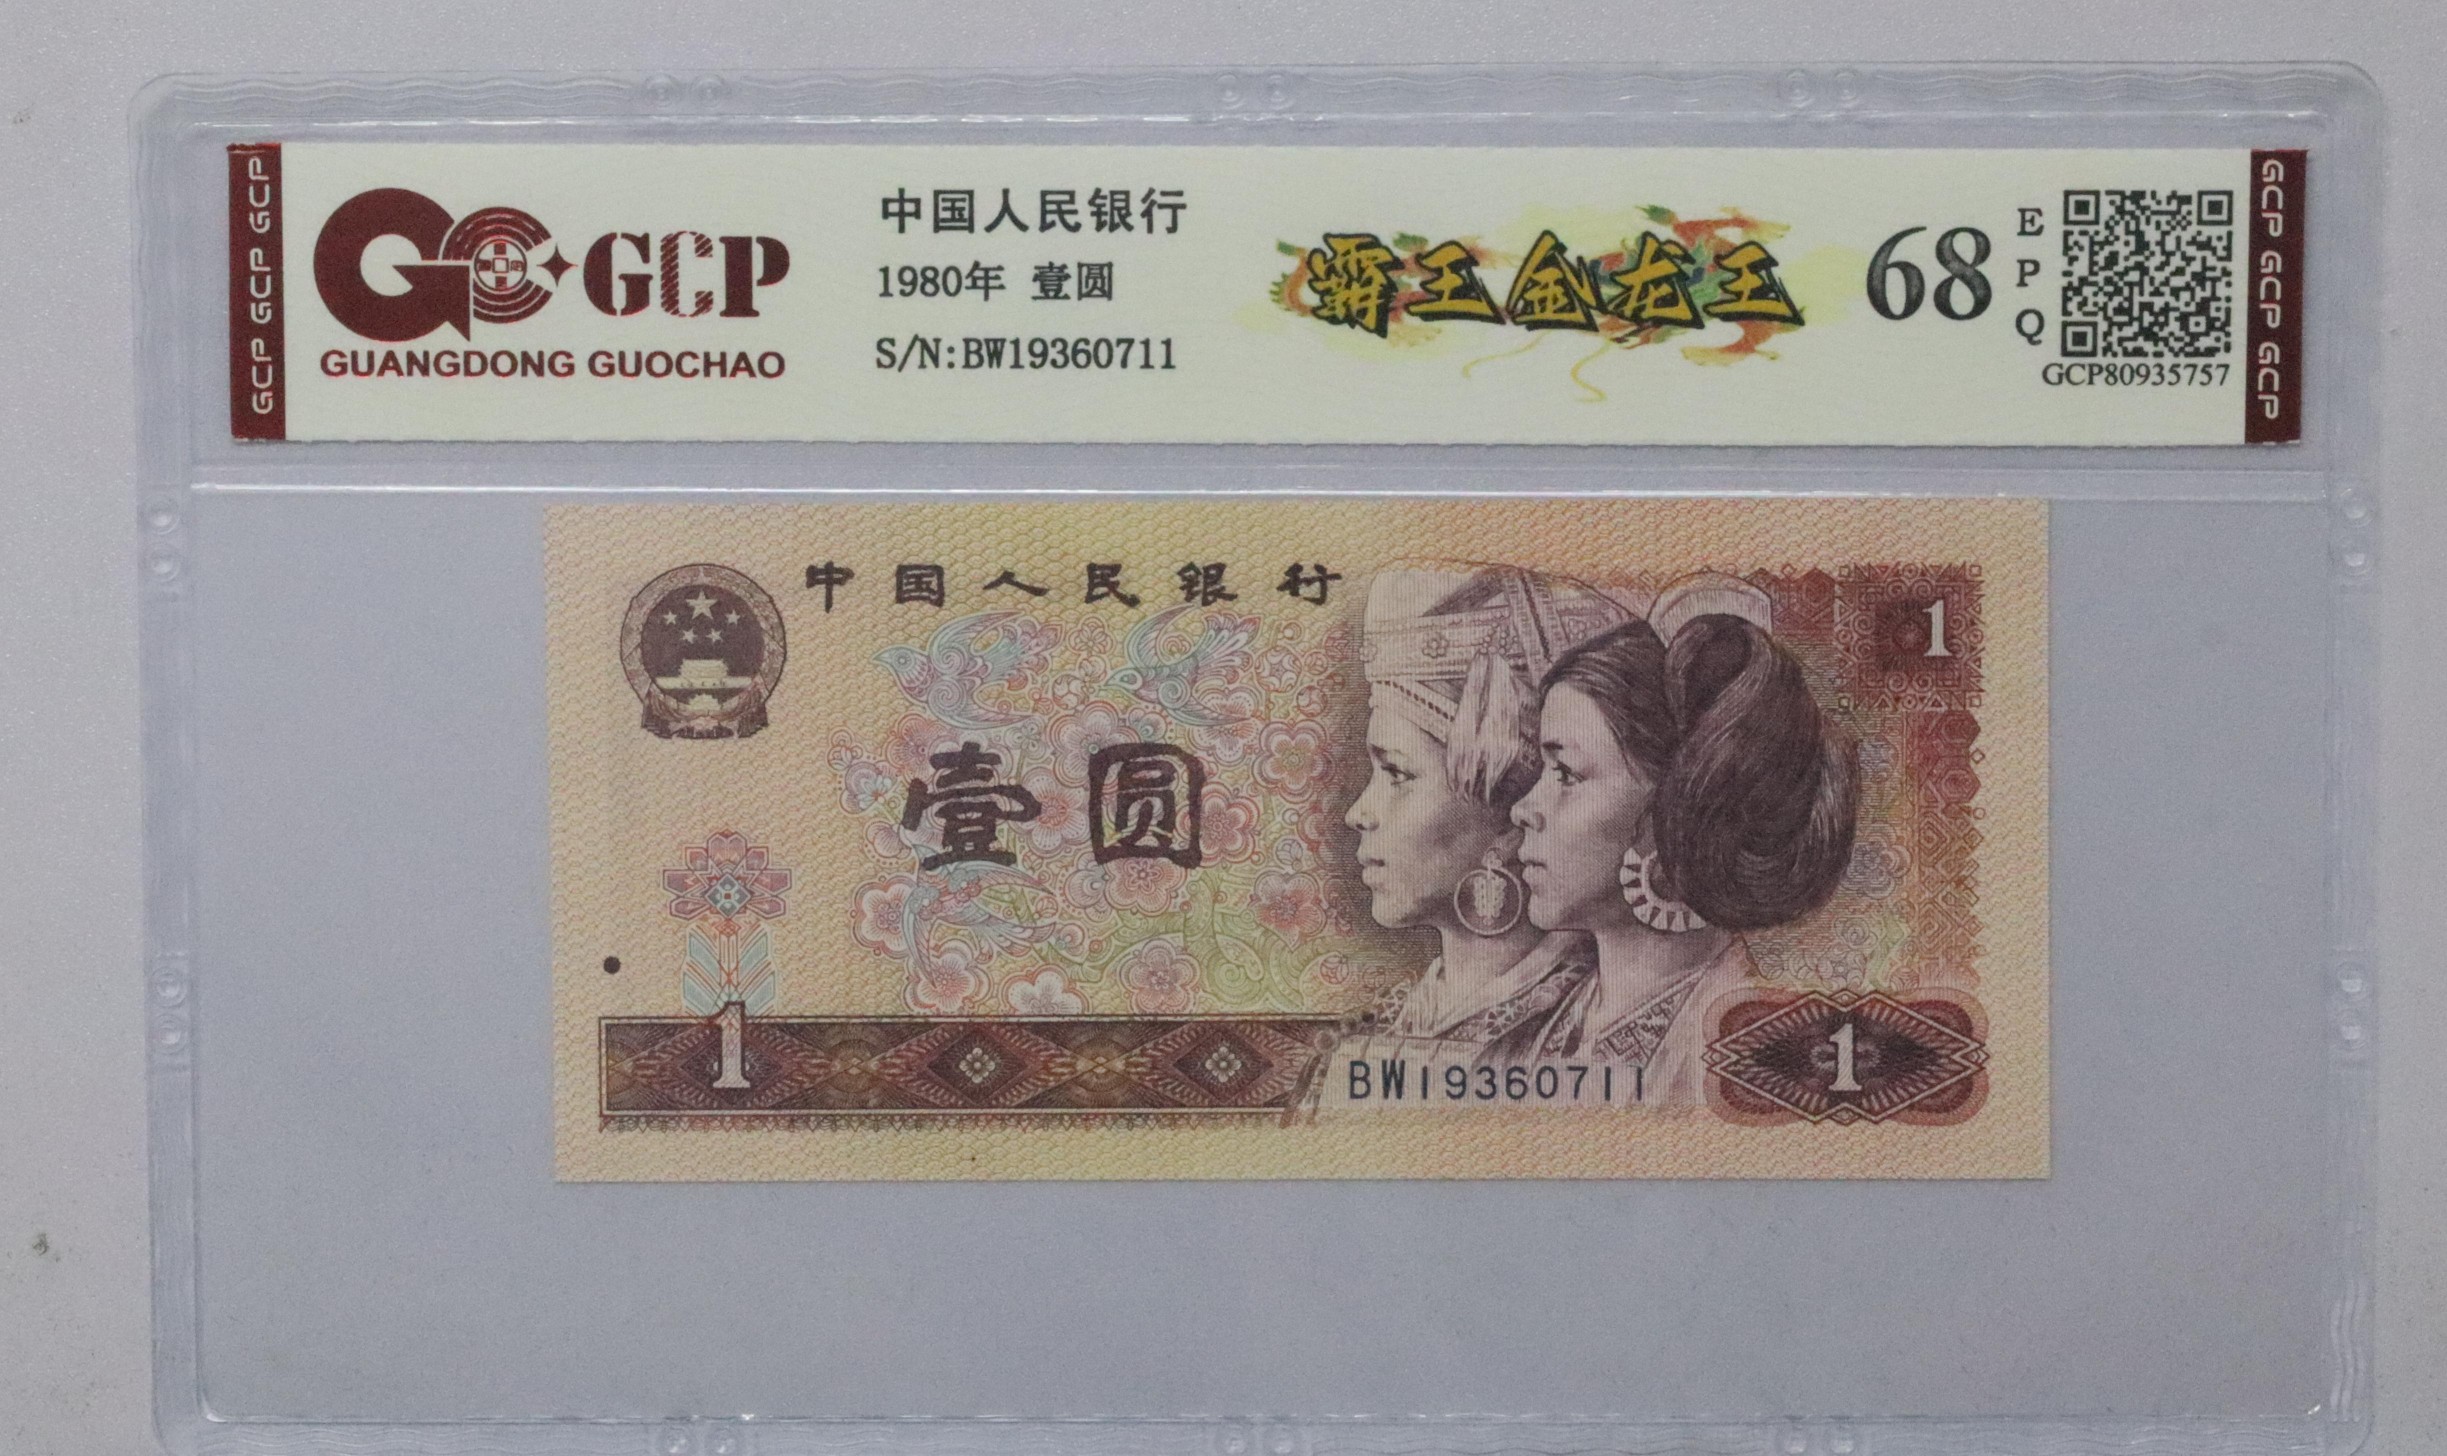 GCP GCP GCP
GCP
GUANGDONG GUOCHAO
中国人民银行
1980年 壹圆
S/N:BW19360711
霸王金龙王
68
EPQ
GCP80935757
GCP GCP GCP
中国人民银行
1
壹圆
1
BW19360711
1